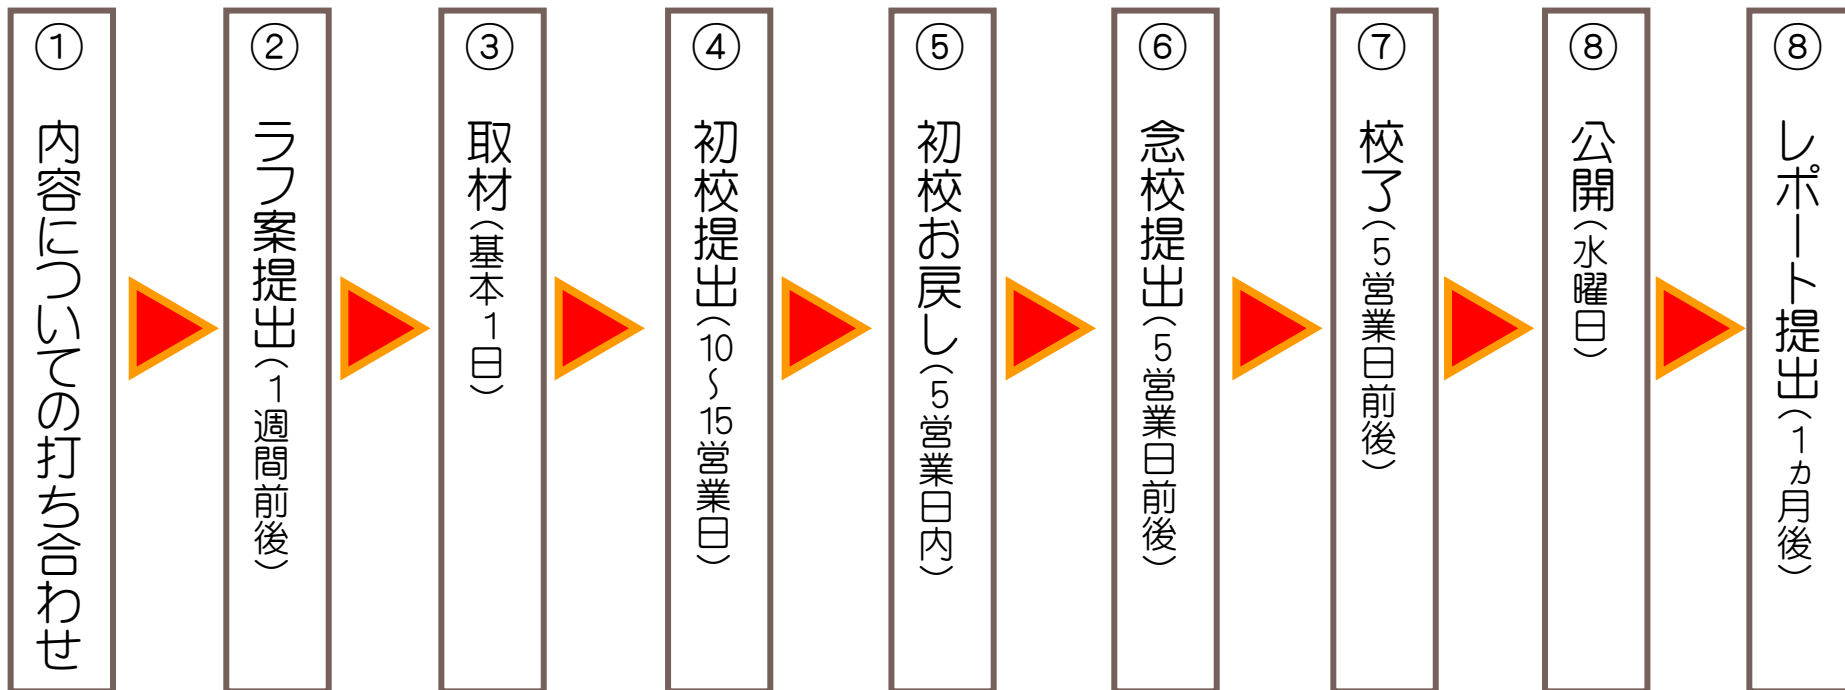 ① 内容についての打ち合わせ
② ラフ案提出(1週間前後)
③ 取材(基本1日)
④ 初校提出(10〜15営業日)
⑤ 初校お戻し(5営業日内)
⑥ 念校提出(5営業日前後)
⑦ 校了(5営業日前後)
⑧ 公開(水曜日)
⑧ レポート提出(1ヵ月後)